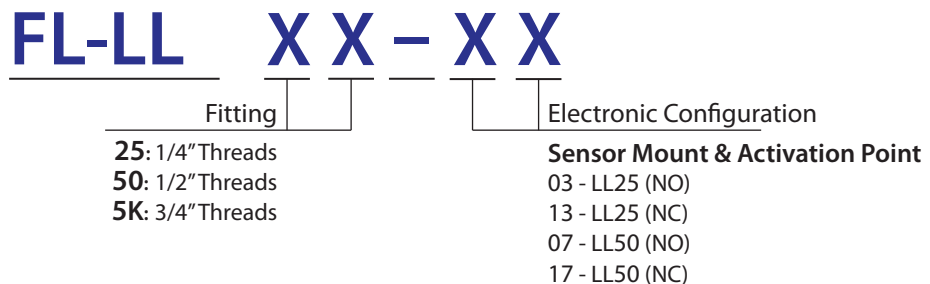 FL-LL X X – X X
Fitting
25: 1/4” Threads
50: 1/2” Threads
5K: 3/4” Threads
Electronic Configuration
Sensor Mount & Activation Point
03 - LL25 (NO)
13 - LL25 (NC)
07 - LL50 (NO)
17 - LL50 (NC)